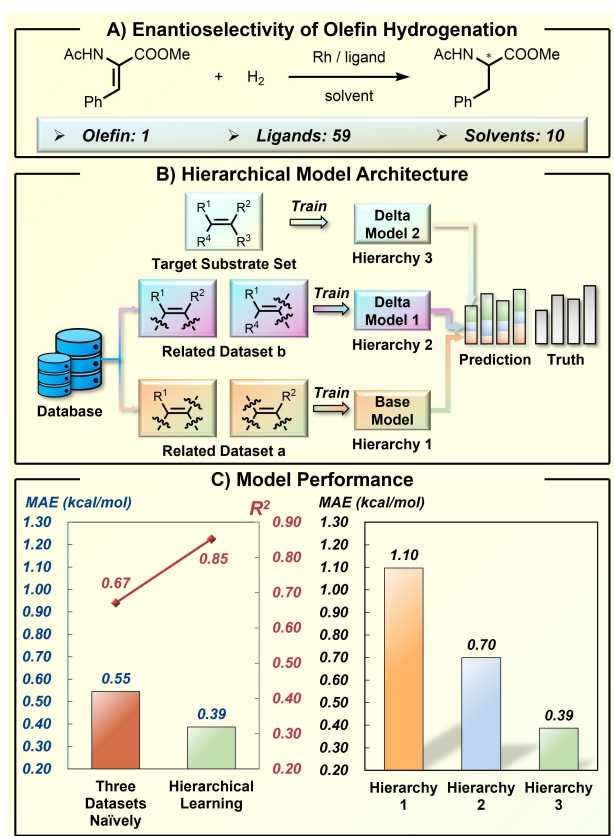 A) Enantioselectivity of Olefin Hydrogenation
AcHN COOMe
Ph
+ H2
Rh / ligand
solvent
AcHN * COOMe
Ph
➢ Olefin: 1 ➢ Ligands: 59 ➢ Solvents: 10
B) Hierarchical Model Architecture
R1 R2
R4 R3
Target Substrate Set
Train
Delta
Model 2
Hierarchy 3
R1 R2
R1
R4
Related Dataset b
Train
Delta
Model 1
Hierarchy 2
Prediction Truth
Database
R1
R2
Related Dataset a
Train
Base
Model
Hierarchy 1
C) Model Performance
MAE (kcal/mol)
R2
1.30
1.20
1.10
1.00
0.90
0.80
0.70
0.60
0.50
0.40
0.30
0.20
0.67
0.85
0.55
0.39
0.90
0.80
0.70
0.60
0.50
0.40
0.30
0.20
Three
Datasets
Naïvely
Hierarchical
Learning
MAE (kcal/mol)
1.30
1.20
1.10
1.00
0.90
0.80
0.70
0.60
0.50
0.40
0.30
0.20
1.10
0.70
0.39
Hierarchy
1
Hierarchy
2
Hierarchy
3